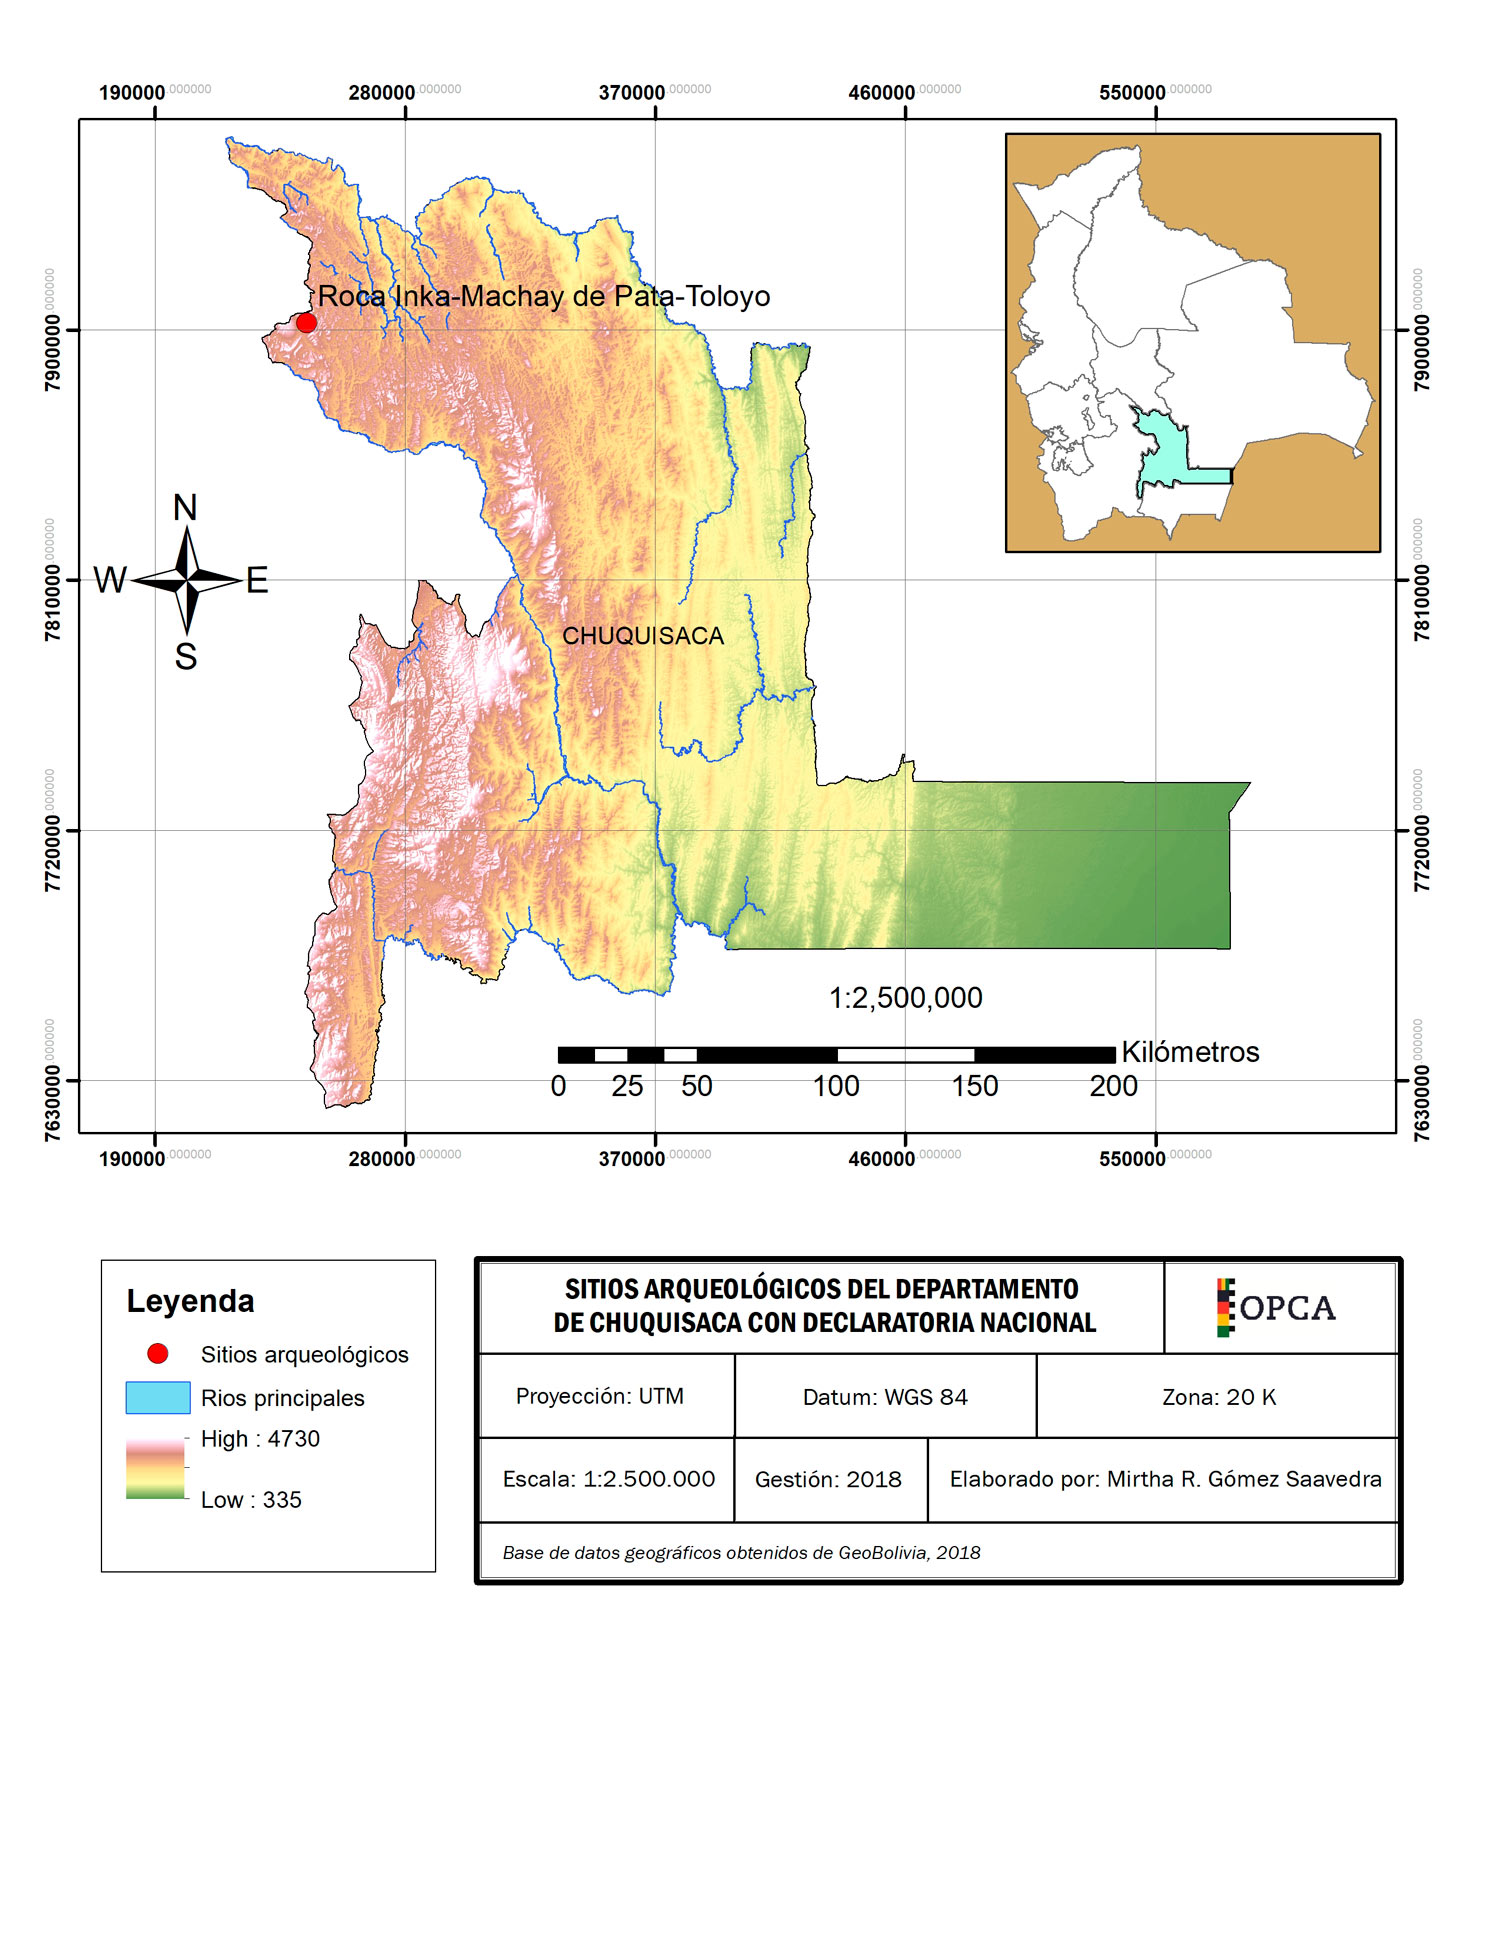 190000.000000 280000.000000 370000.000000 460000.000000 550000.000000
7900000.000000
7810000.000000
7720000.000000
7630000.000000
Roca Inka-Machay de Pata-Toloyo
N
W E
S
CHUQUISACA
7900000.000000
7810000.000000
7720000.000000
7630000.000000
1:2,500,000
Kilómetros
0 25 50 100 150 200
190000.000000 280000.000000 370000.000000 460000.000000 550000.000000
Leyenda
Sitios arqueológicos
Rios principales
High : 4730
Low : 335
SITIOS ARQUEOLÓGICOS DEL DEPARTAMENTO
DE CHUQUISACA CON DECLARATORIA NACIONAL
OPCA
Proyección: UTM
Datum: WGS 84
Zona: 20 K
Escala: 1:2.500.000
Gestión: 2018
Elaborado por: Mirtha R. Gómez Saavedra
Base de datos geográficos obtenidos de GeoBolivia, 2018